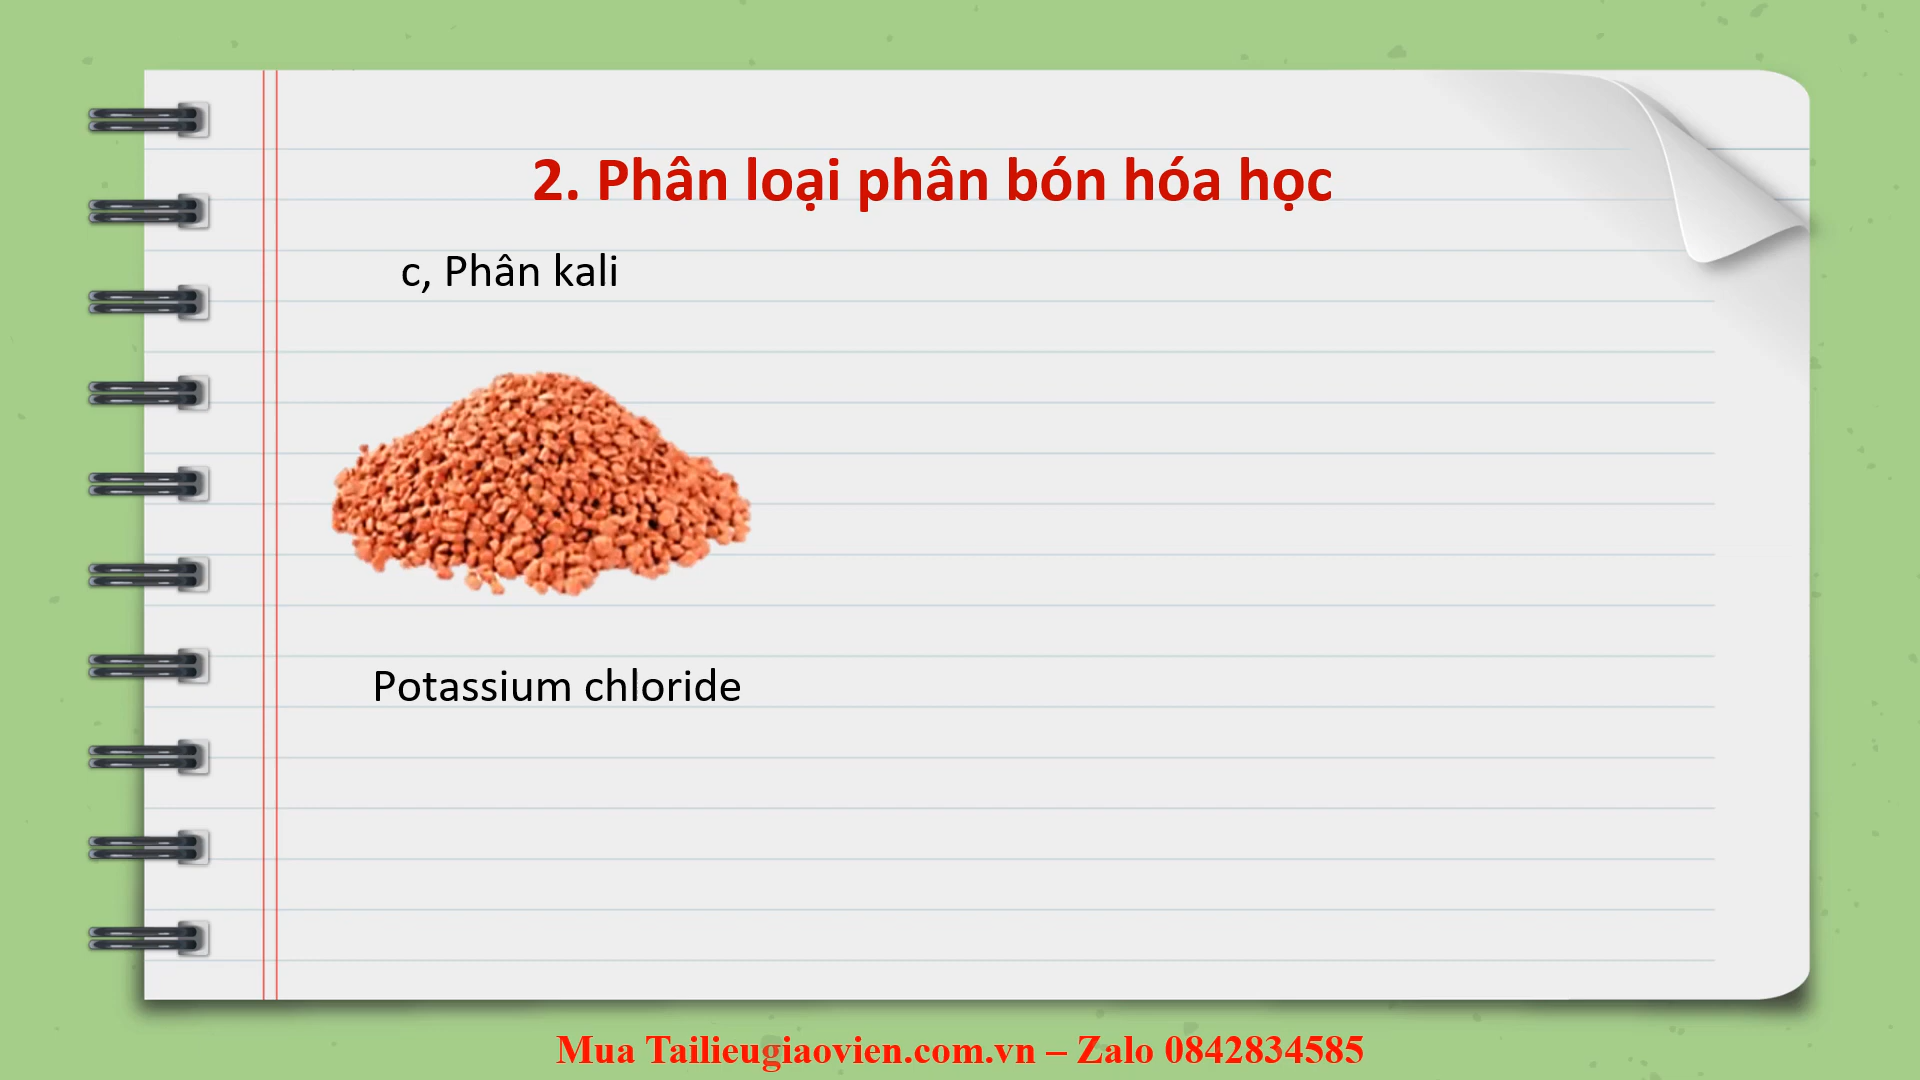 2. Phân loại phân bón hóa học
c, Phân kali
Potassium chloride
Mua Tailieugiaovien.com.vn – Zalo 0842834585